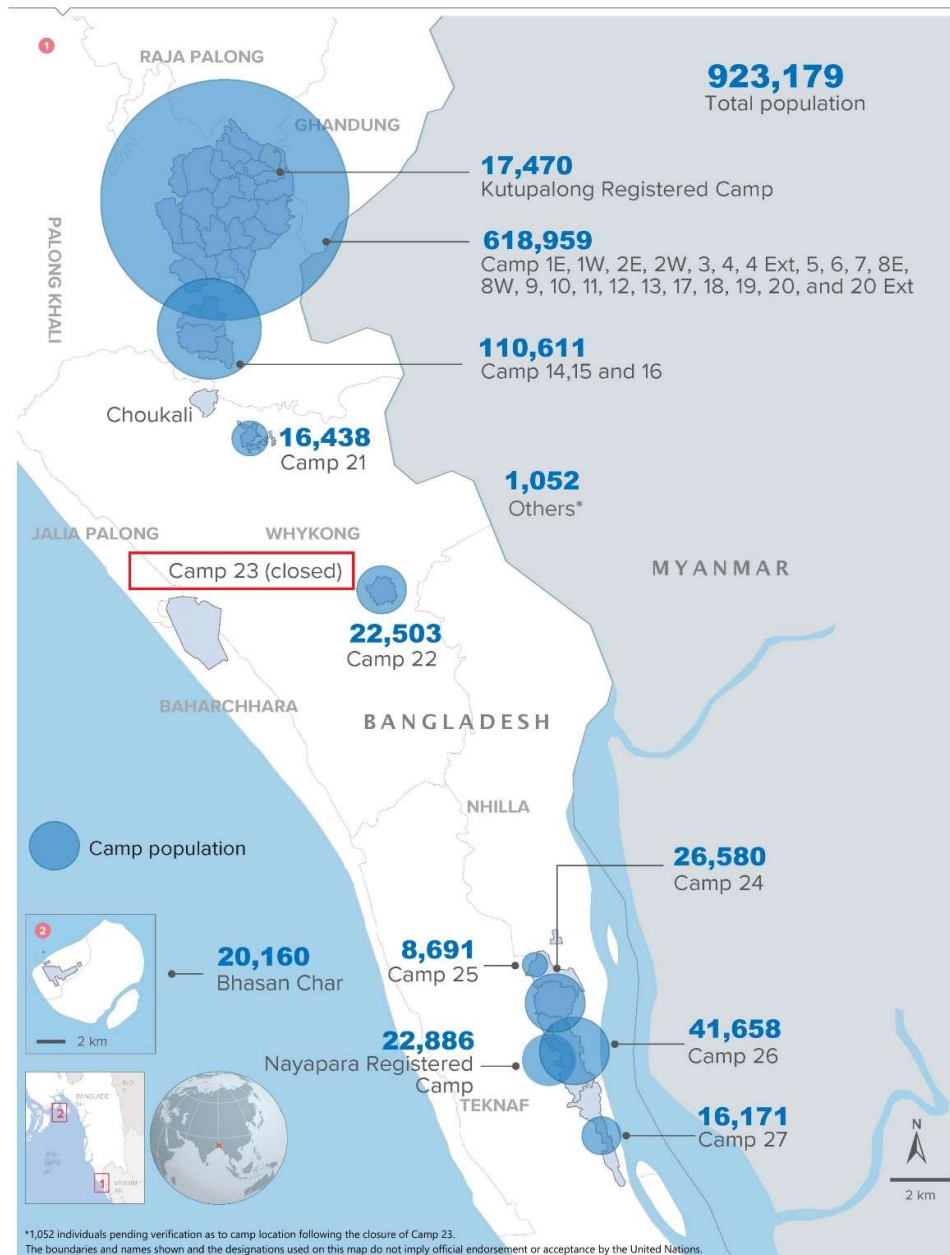 1
RAJA PALONG
923,179
Total population
GHANDUNG
17,470
Kutupalong Registered Camp
PALONG KHALI
618,959
Camp 1E, 1W, 2E, 2W, 3, 4, 4 Ext, 5, 6, 7, 8E,
8W, 9, 10, 11, 12, 13, 17, 18, 19, 20, and 20 Ext
110,611
Camp 14,15 and 16
Choukali
16,438
Camp 21
1,052
Others*
JALIA PALONG
WHYKONG
Camp 23 (closed)
MYANMAR
22,503
Camp 22
BAHARCHHARA
BANGLADESH
NHILLA
Camp population
26,580
Camp 24
2
20,160
Bhasan Char
2 km
8,691
Camp 25
22,886
Nayapara Registered
Camp
41,658
Camp 26
TEKNAF
16,171
Camp 27
BANGLADE
SH
2
MYANM
AR
1
N
2 km
*1,052 individuals pending verification as to camp location following the closure of Camp 23.
The boundaries and names shown and the designations used on this map do not imply official endorsement or acceptance by the United Nations.